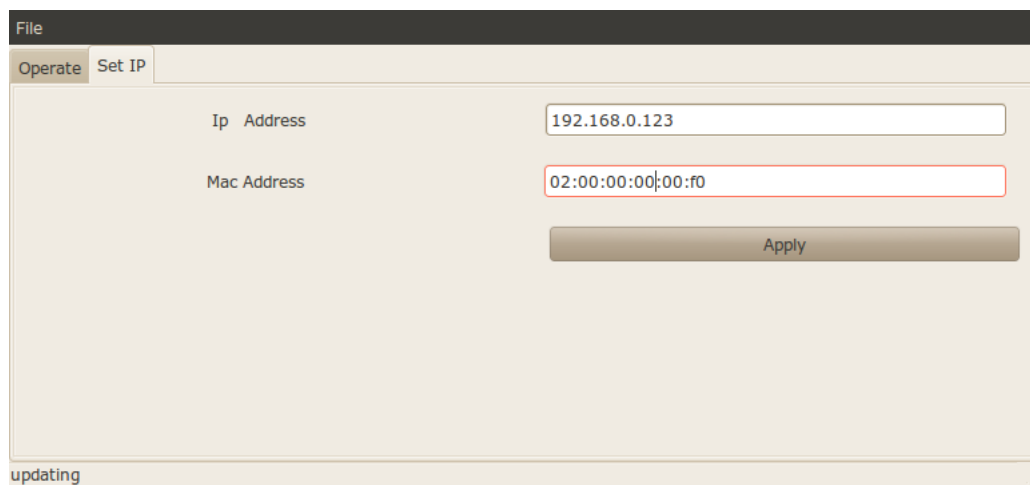 File
Operate Set IP
Ip Address 192.168.0.123
Mac Address 02:00:00:00:00:f0
Apply
updating